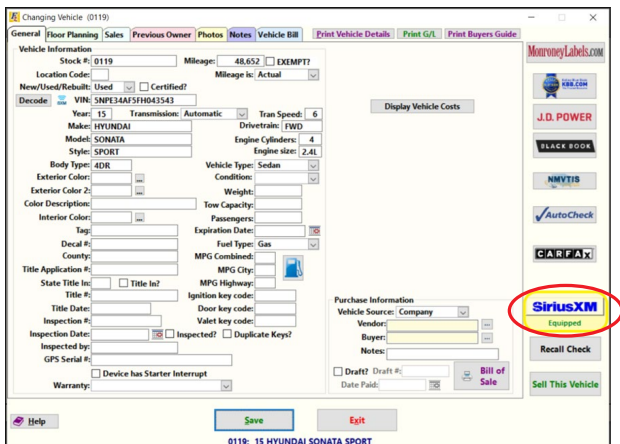 Changing Vehicle (0119)
General Floor Planning Sales Previous Owner Photos Notes Vehicle Bill Print Vehicle Details Print G/L Print Buyers Guide
Vehicle Information
Stock #: 0119 Mileage: 48,652 EXEMPT?
Location Code: Mileage is: Actual
New/Used/Rebuilt: Used Certified?
Decode SXM VIN: 5NPE34AF5FH043543
Year: 15 Transmission: Automatic Tran Speed: 6
Make: HYUNDAI Drivetrain: FWD
Model: SONATA Engine Cylinders: 4
Style: SPORT Engine size: 2.4L
Body Type: 4DR Vehicle Type: Sedan
Exterior Color: ... Condition:
Exterior Color 2: ... Weight:
Color Description: Tow Capacity:
Interior Color: ... Passengers:
Tag: Expiration Date:
Decal #: Fuel Type: Gas
County: MPG Combined:
Title Application #: MPG City:
State Title In: Title In? MPG Highway:
Title #: Ignition key code:
Title Date: Door key code:
Inspection #: Valet key code:
Inspection Date: Inspected? Duplicate Keys?
Inspected by:
GPS Serial #:
Device has Starter Interrupt
Warranty:
Display Vehicle Costs
Purchase Information
Vehicle Source: Company
Vendor: ...
Buyer: ...
Notes:
Draft? Draft #:
Date Paid:
Bill of
Sale
MonroneyLabels.com
KBB.COM
J.D. POWER
BLACK BOOK
NMVTIS
AutoCheck
CARFAX
SiriusXM
Equipped
Recall Check
Sell This Vehicle
Help Save Exit
0119: 15 HYUNDAI SONATA SPORT